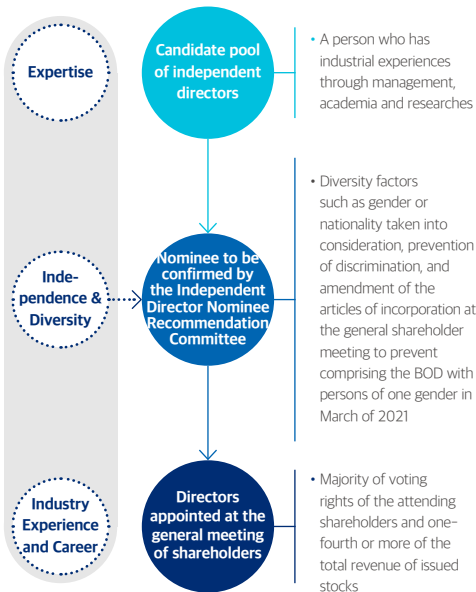 Expertise
Candidate pool
of independent
directors
• A person who has
industrial experiences
through management,
academia and researches
Inde-
pendence &
Diversity
Nominee to be
confirmed by
the Independent
Director Nominee
Recommendation
Committee
• Diversity factors
such as gender or
nationality taken into
consideration, prevention
of discrimination, and
amendment of the
articles of incorporation at
the general shareholder
meeting to prevent
comprising the BOD with
persons of one gender in
March of 2021
Industry
Experience
and Career
Directors
appointed at the
general meeting
of shareholders
• Majority of voting
rights of the attending
shareholders and one-
fourth or more of the
total revenue of issued
stocks